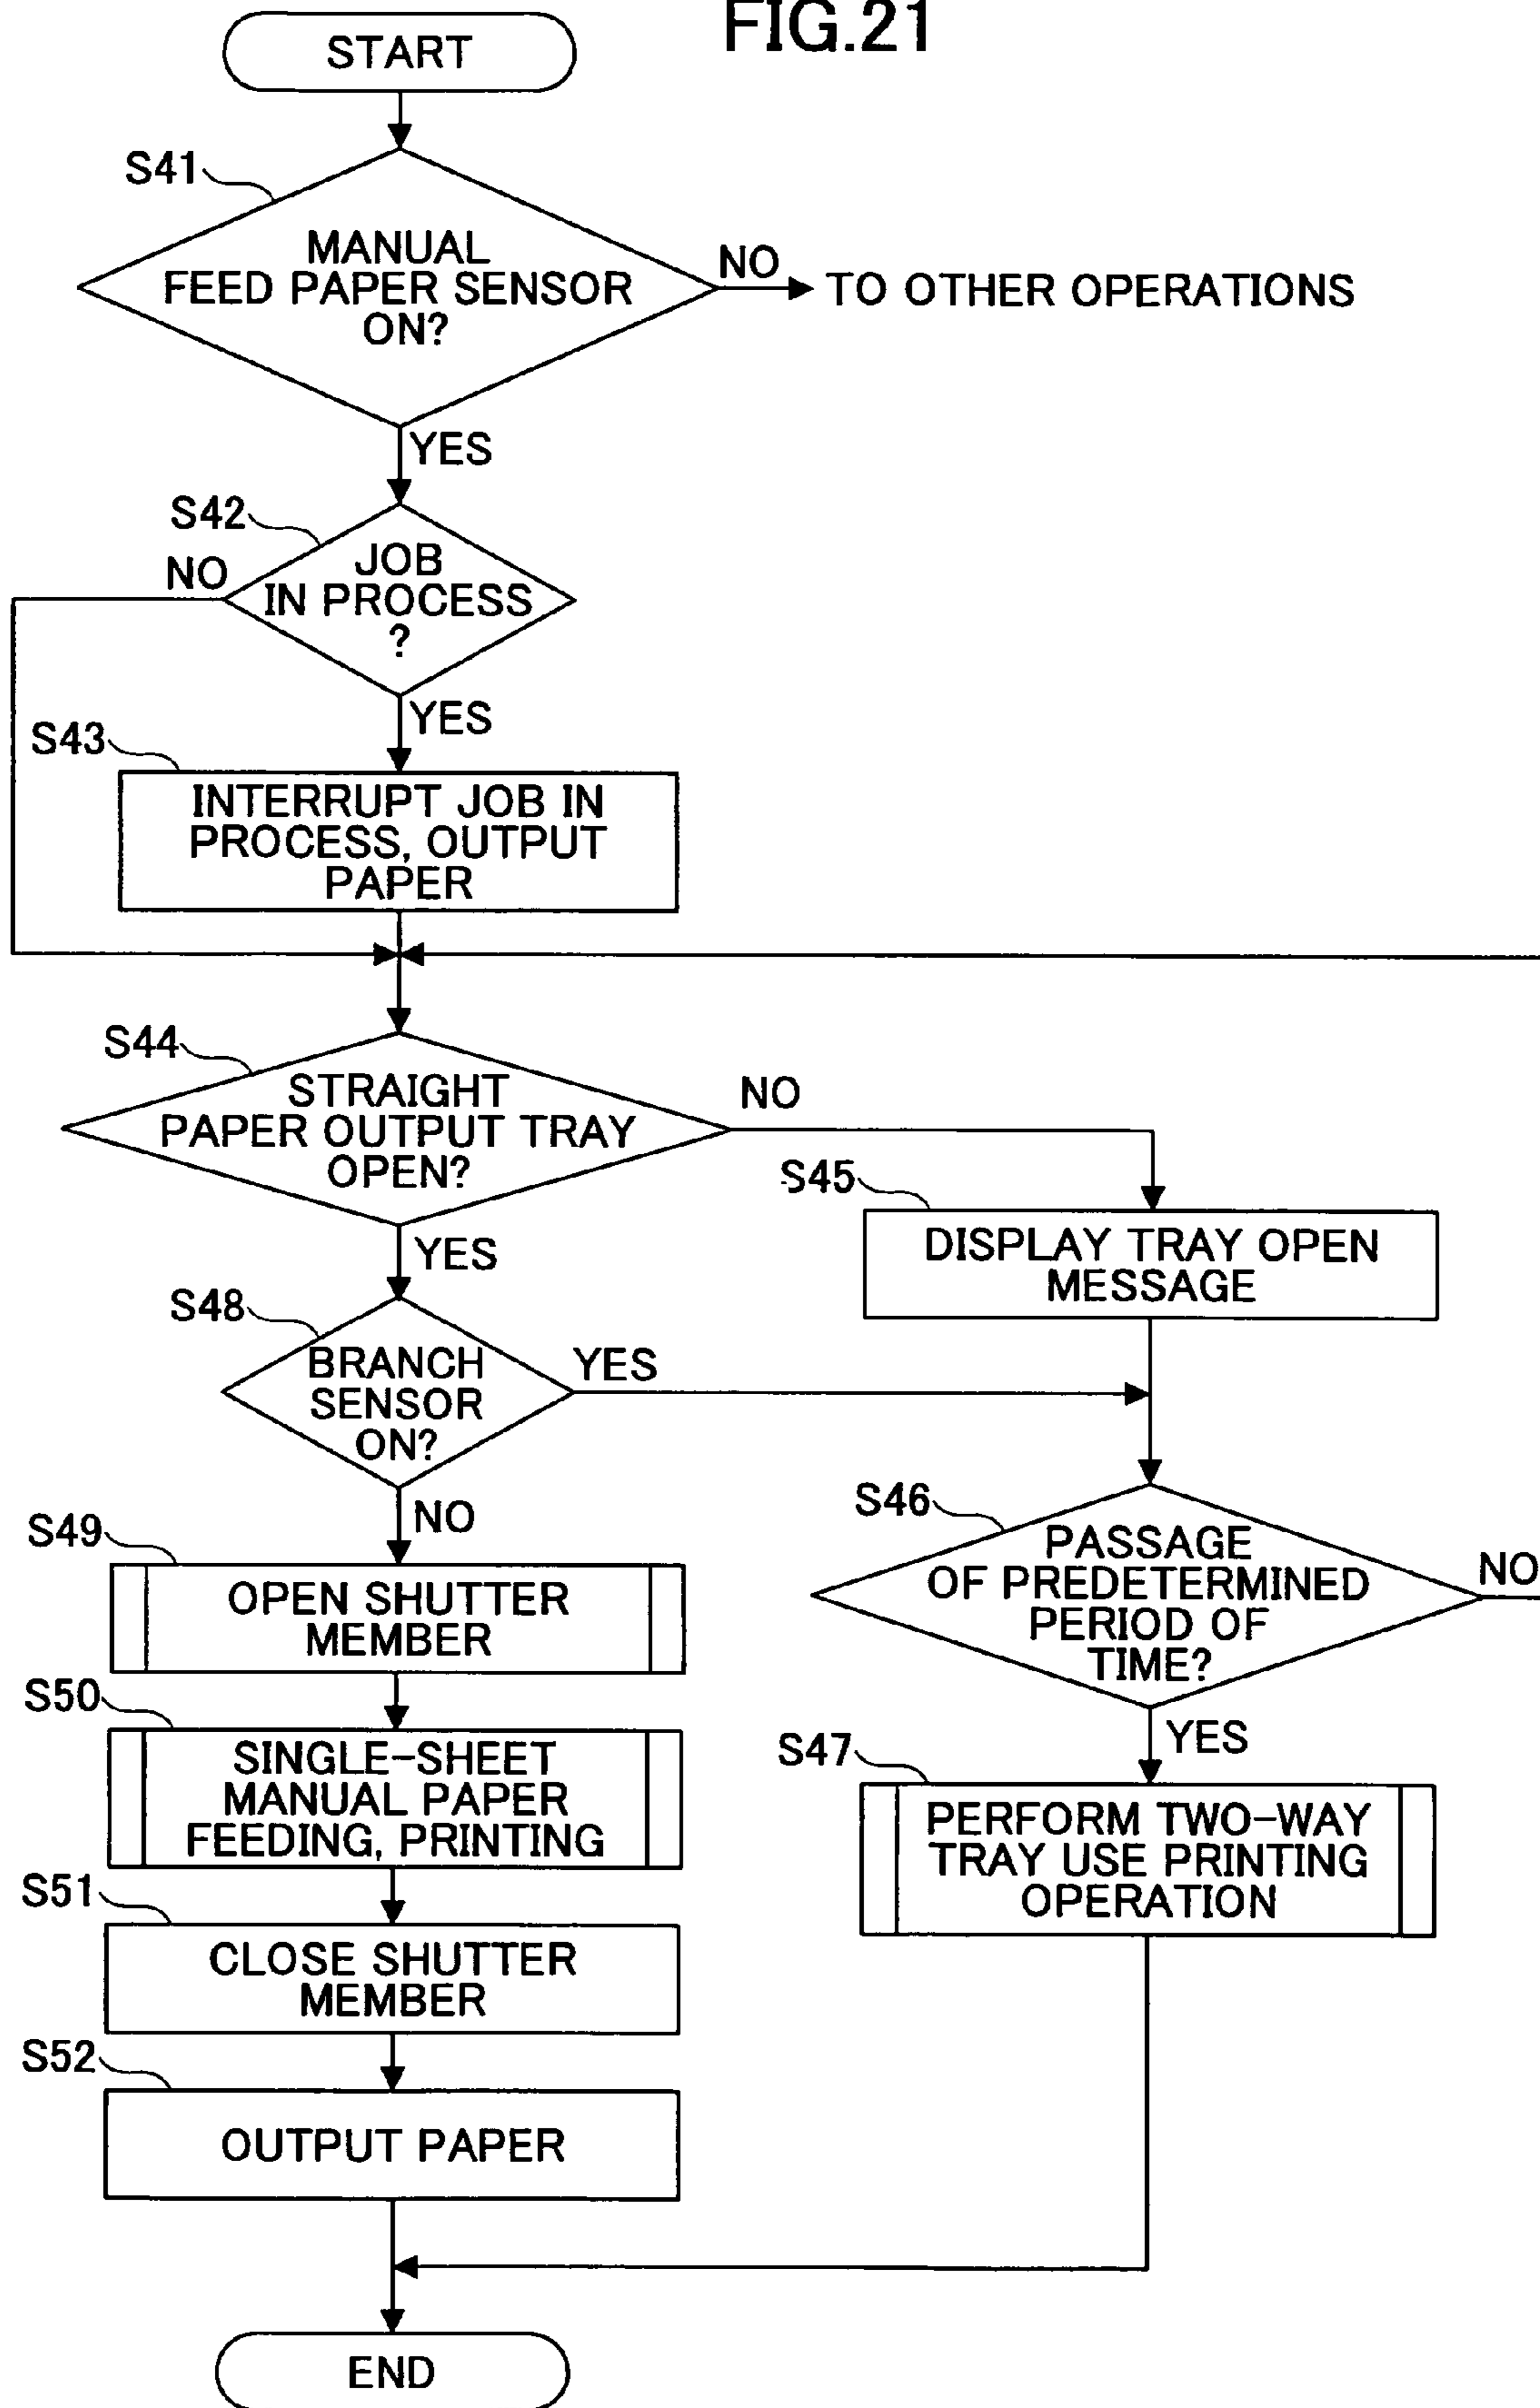 FIG.21
START
S41
MANUAL
FEED PAPER SENSOR
ON?
NO
TO OTHER OPERATIONS
YES
S42
JOB
IN PROCESS
?
NO
YES
S43
INTERRUPT JOB IN
PROCESS, OUTPUT
PAPER
S44
STRAIGHT
PAPER OUTPUT TRAY
OPEN?
NO
S45
DISPLAY TRAY OPEN
MESSAGE
YES
S48
BRANCH
SENSOR
ON?
YES
NO
S46
PASSAGE
OF PREDETERMINED
PERIOD OF
TIME?
NO
YES
S47
PERFORM TWO-WAY
TRAY USE PRINTING
OPERATION
S49
OPEN SHUTTER
MEMBER
S50
SINGLE-SHEET
MANUAL PAPER
FEEDING, PRINTING
S51
CLOSE SHUTTER
MEMBER
S52
OUTPUT PAPER
END